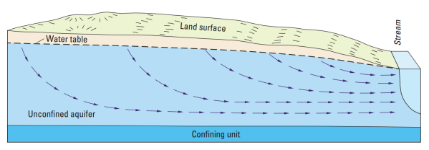 Land surface
Stream
Water table
Unconfined aquifer
Confining unit